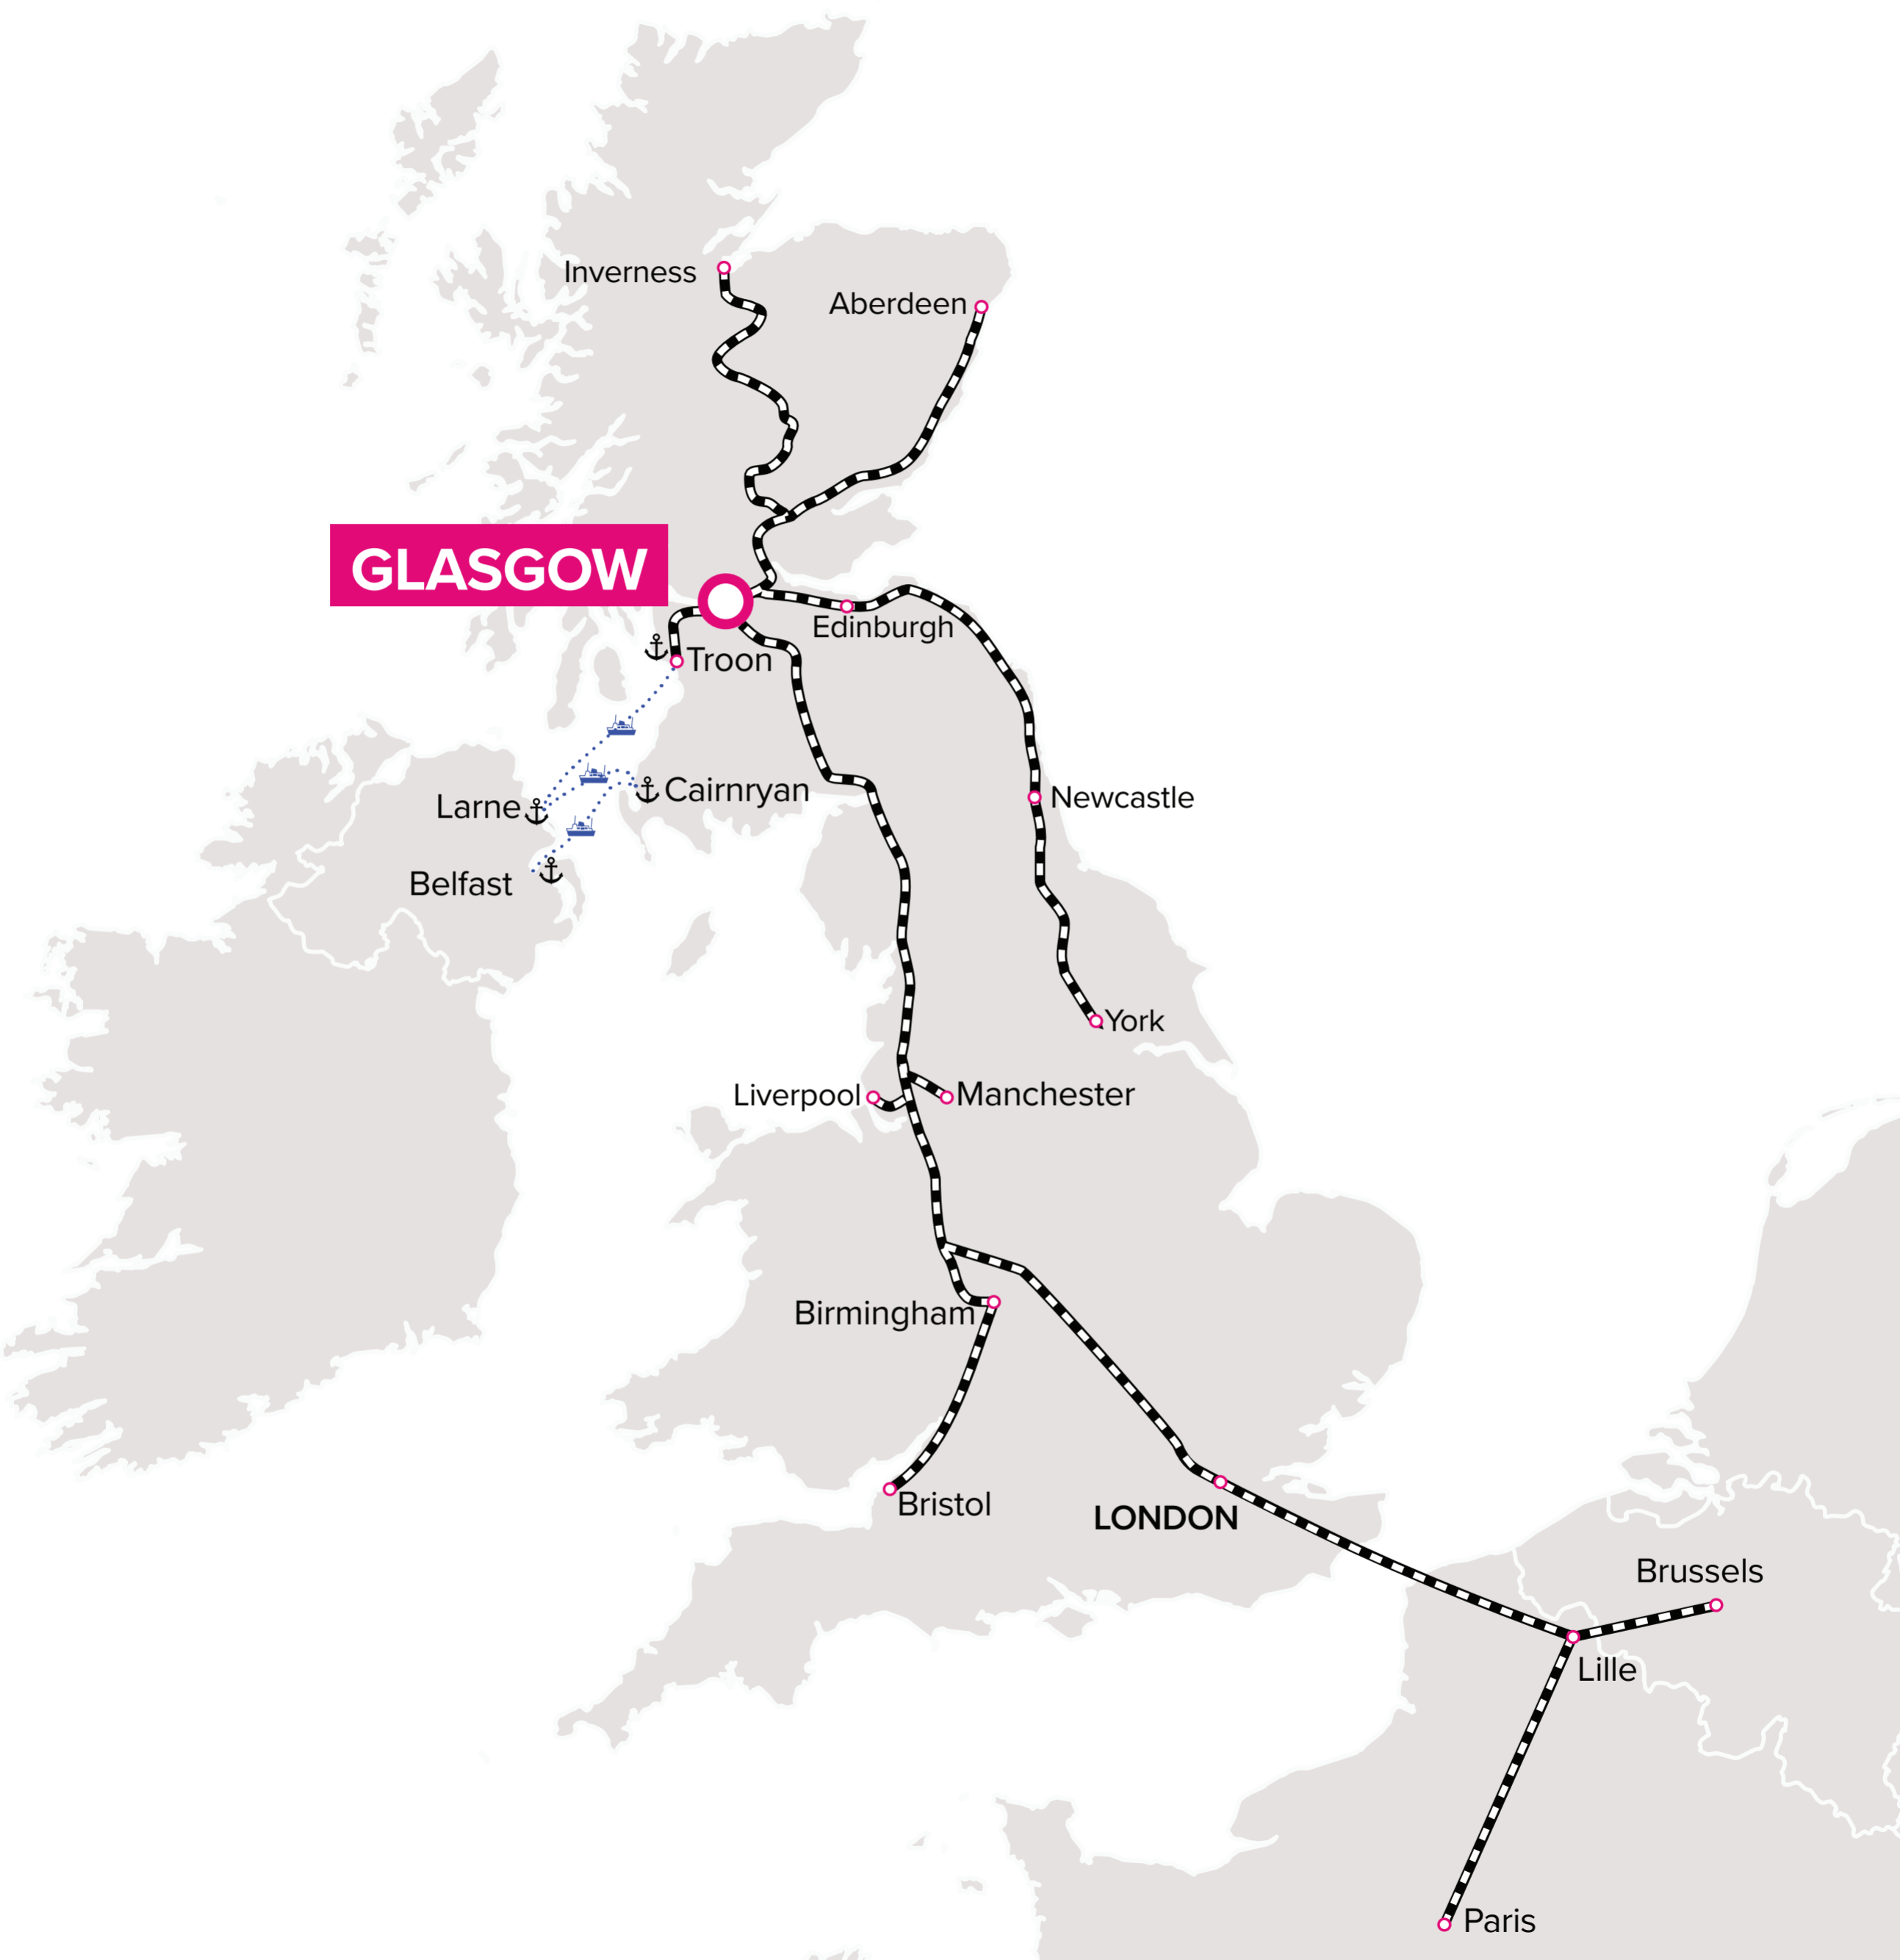 Inverness
Aberdeen
GLASGOW
Edinburgh
Troon
Cairnryan
Newcastle
Larne
Belfast
York
Liverpool
Manchester
Birmingham
Bristol
LONDON
Brussels
Lille
Paris